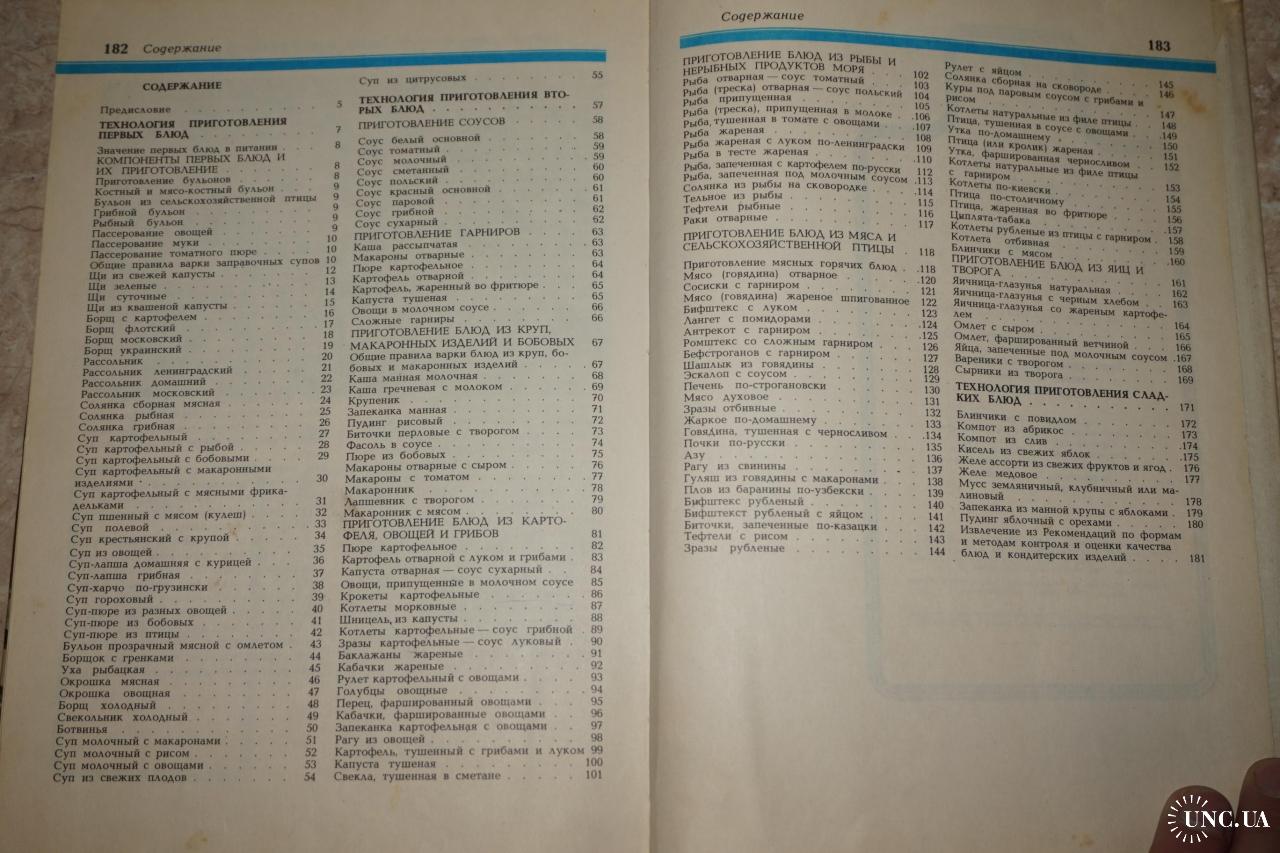 182 Содержание
СОДЕРЖАНИЕ
Предисловие 5
ТЕХНОЛОГИЯ ПРИГОТОВЛЕНИЯ
ПЕРВЫХ БЛЮД 7
Значение первых блюд в питании 8
КОМПОНЕНТЫ ПЕРВЫХ БЛЮД И
ИХ ПРИГОТОВЛЕНИЕ 8
Приготовление бульонов 8
Костный и мясо-костный бульон 9
Бульон из сельскохозяйственной птицы 9
Грибной бульон 9
Рыбный бульон 9
Пассерование овощей 9
Пассерование муки 10
Пассерование томатного пюре 10
Общие правила варки заправочных супов 10
Щи из свежей капусты 12
Щи зеленые 13
Щи суточные 14
Щи из квашеной капусты 15
Борщ с картофелем 16
Борщ флотский 17
Борщ московский 18
Борщ украинский 19
Рассольник 20
Рассольник ленинградский 21
Рассольник домашний 22
Рассольник московский 23
Солянка сборная мясная 24
Солянка рыбная 25
Солянка грибная 26
Суп картофельный 27
Суп картофельный с рыбой 28
Суп картофельный с бобовыми 29
Суп картофельный с макаронными
изделиями 30
Суп картофельный с мясными фрика-
дельками 31
Суп пшенный с мясом (кулеш) 32
Суп полевой 33
Суп крестьянский с крупой 34
Суп из овощей 35
Суп-лапша домашняя с курицей 36
Суп-лапша грибная 37
Суп-харчо по-грузински 38
Суп гороховый 39
Суп-пюре из разных овощей 40
Суп-пюре из бобовых 41
Суп-пюре из птицы 42
Бульон прозрачный мясной с омлетом 43
Борщок с гренками 44
Уха рыбацкая 45
Окрошка мясная 46
Окрошка овощная 47
Борщ холодный 48
Свекольник холодный 49
Ботвинья 50
Суп молочный с макаронами 51
Суп молочный с рисом 52
Суп молочный с овощами 53
Суп из свежих плодов 54
Суп из цитрусовых 55
ТЕХНОЛОГИЯ ПРИГОТОВЛЕНИЯ ВТО-
РЫХ БЛЮД 57
ПРИГОТОВЛЕНИЕ СОУСОВ 58
Соус белый основной 58
Соус томатный 59
Соус молочный 59
Соус сметанный 60
Соус польский 60
Соус красный основной 61
Соус паровой 61
Соус грибной 62
Соус сухарный 62
ПРИГОТОВЛЕНИЕ ГАРНИРОВ 63
Каша рассыпчатая 63
Макароны отварные 63
Пюре картофельное 64
Картофель отварной 64
Картофель, жаренный во фритюре 65
Капуста тушеная 65
Овощи в молочном соусе 66
Сложные гарниры 66
ПРИГОТОВЛЕНИЕ БЛЮД ИЗ КРУП,
МАКАРОННЫХ ИЗДЕЛИЙ И БОБОВЫХ 67
Общие правила варки блюд из круп, бо-
бовых и макаронных изделий 67
Каша манная молочная 68
Каша гречневая с молоком 69
Крупеник 70
Запеканка манная 71
Пудинг рисовый 72
Биточки перловые с творогом 73
Фасоль в соусе 74
Пюре из бобовых 75
Макароны отварные с сыром 76
Макароны с томатом 77
Макаронник 78
Лапшевник с творогом 79
Макаронник с мясом 80
ПРИГОТОВЛЕНИЕ БЛЮД ИЗ КАРТО-
ФЕЛЯ, ОВОЩЕЙ И ГРИБОВ 81
Пюре картофельное 82
Картофель отварной с луком и грибами 83
Капуста отварная — соус сухарный 84
Овощи, припущенные в молочном соусе 85
Крокеты картофельные 86
Котлеты морковные 87
Шницель из капусты 88
Котлеты картофельные — соус грибной 89
Зразы картофельные — соус луковый 90
Баклажаны жареные 91
Кабачки жареные 92
Рулет картофельный с овощами 93
Голубцы овощные 94
Перец, фаршированный овощами 95
Кабачки, фаршированные овощами 96
Запеканка картофельная с овощами 97
Рагу из овощей 98
Картофель, тушенный с грибами и луком 99
Капуста тушеная 100
Свекла, тушенная в сметане 101
Содержание
183
ПРИГОТОВЛЕНИЕ БЛЮД ИЗ РЫБЫ И
НЕРЫБНЫХ ПРОДУКТОВ МОРЯ 102
Рыба отварная — соус томатный 103
Рыба (треска) отварная — соус польский 104
Рыба припущенная 105
Рыба (треска), припущенная в молоке 106
Рыба, тушенная в томате с овощами 107
Рыба жареная 108
Рыба жареная с луком по-ленинградски 109
Рыба в тесте жареная 110
Рыба, запеченная с картофелем по-русски 112
Рыба, запеченная под молочным соусом 113
Солянка из рыбы на сковородке 114
Тельное из рыбы 115
Тефтели рыбные 116
Раки отварные 117
ПРИГОТОВЛЕНИЕ БЛЮД ИЗ МЯСА И
СЕЛЬСКОХОЗЯЙСТВЕННОЙ ПТИЦЫ 118
Приготовление мясных горячих блюд 118
Мясо (говядина) отварное 120
Сосиски с гарниром 121
Мясо (говядина) жареное шпигованное 122
Бифштекс с луком 123
Лангет с помидорами 124
Антрекот с гарниром 125
Ромштекс со сложным гарниром 126
Бефстроганов с гарниром 127
Шашлык из говядины 128
Эскалоп с соусом 129
Печень по-строгановски 130
Мясо духовое 131
Зразы отбивные 132
Жаркое по-домашнему 133
Говядина, тушенная с черносливом 134
Почки по-русски 135
Азу 136
Рагу из свинины 137
Гуляш из говядины с макаронами 138
Плов из баранины по-узбекски 139
Бифштекс рубленый 140
Бифштекст рубленый с яйцом 141
Биточки, запеченные по-казацки 142
Тефтели с рисом 143
Зразы рубленые 144
Рулет с яйцом 145
Солянка сборная на сковороде 146
Куры под паровым соусом с грибами и
рисом 147
Котлеты натуральные из филе птицы 148
Птица, тушенная в соусе с овощами 149
Утка по-домашнему 150
Птица (или кролик) жареная 151
Утка, фаршированная черносливом 152
Котлеты натуральные из филе птицы
с гарниром 153
Котлеты по-киевски 154
Птица по-столичному 155
Птица, жаренная во фритюре 156
Цыплята-табака 157
Котлеты рубленые из птицы с гарниром 158
Котлета отбивная 159
Блинчики с мясом 160
ПРИГОТОВЛЕНИЕ БЛЮД ИЗ ЯИЦ И
ТВОРОГА 161
Яичница-глазунья натуральная 162
Яичница-глазунья с черным хлебом 163
Яичница-глазунья со жареным картофе-
лем 164
Омлет с сыром 165
Омлет, фаршированный ветчиной 166
Яйца, запеченные под молочным соусом 167
Вареники с творогом 168
Сырники из творога 169
ТЕХНОЛОГИЯ ПРИГОТОВЛЕНИЯ СЛАД-
КИХ БЛЮД 171
Блинчики с повидлом 172
Компот из абрикос 173
Компот из слив 174
Кисель из свежих яблок 175
Желе ассорти из свежих фруктов и ягод 176
Желе медовое 177
Мусс земляничный, клубничный или ма-
линовый 178
Запеканка из манной крупы с яблоками 179
Пудинг яблочный с орехами 180
Извлечение из Рекомендаций по формам
и методам контроля и оценки качества
блюд и кондитерских изделий 181
UNC.UA